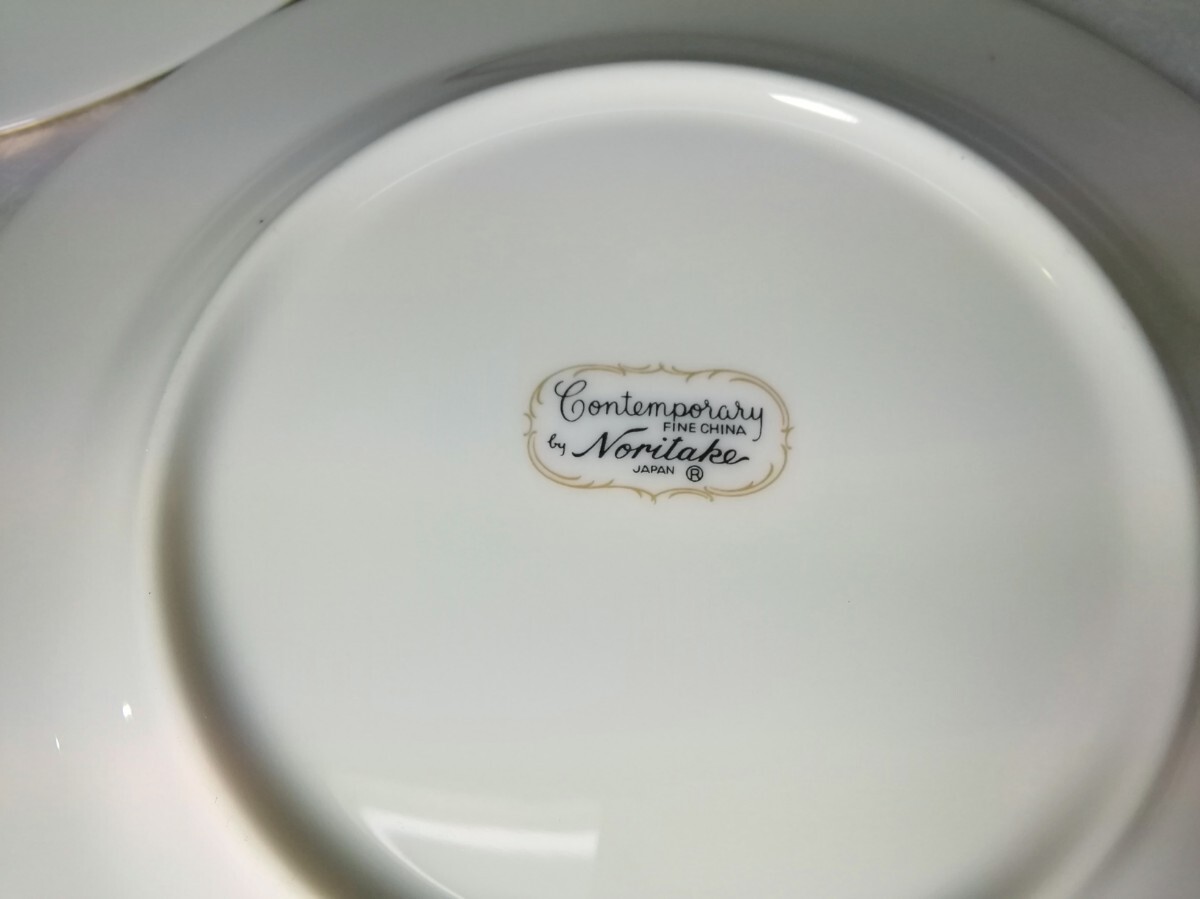 Contemporary
FINE CHINA
by Noritake
JAPAN ®